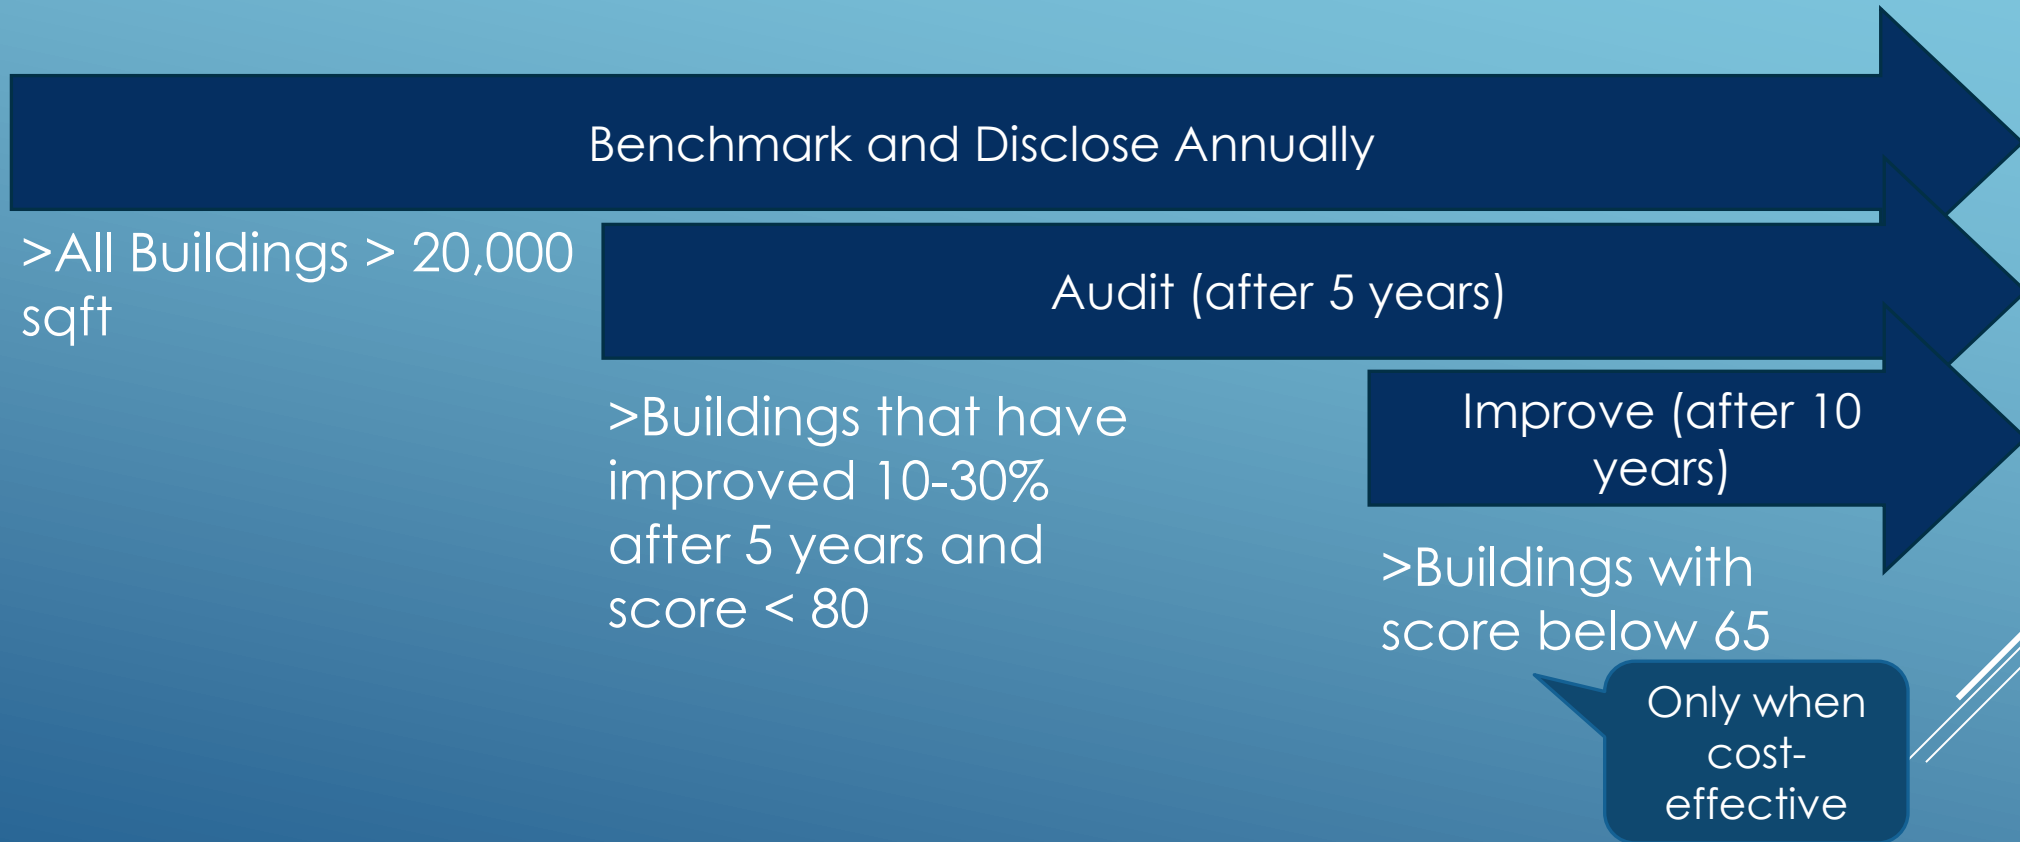 Benchmark and Disclose Annually
>All Buildings > 20,000
sqft
Audit (after 5 years)
>Buildings that have
improved 10-30%
after 5 years and
score < 80
Improve (after 10
years)
>Buildings with
score below 65
Only when
cost-
effective